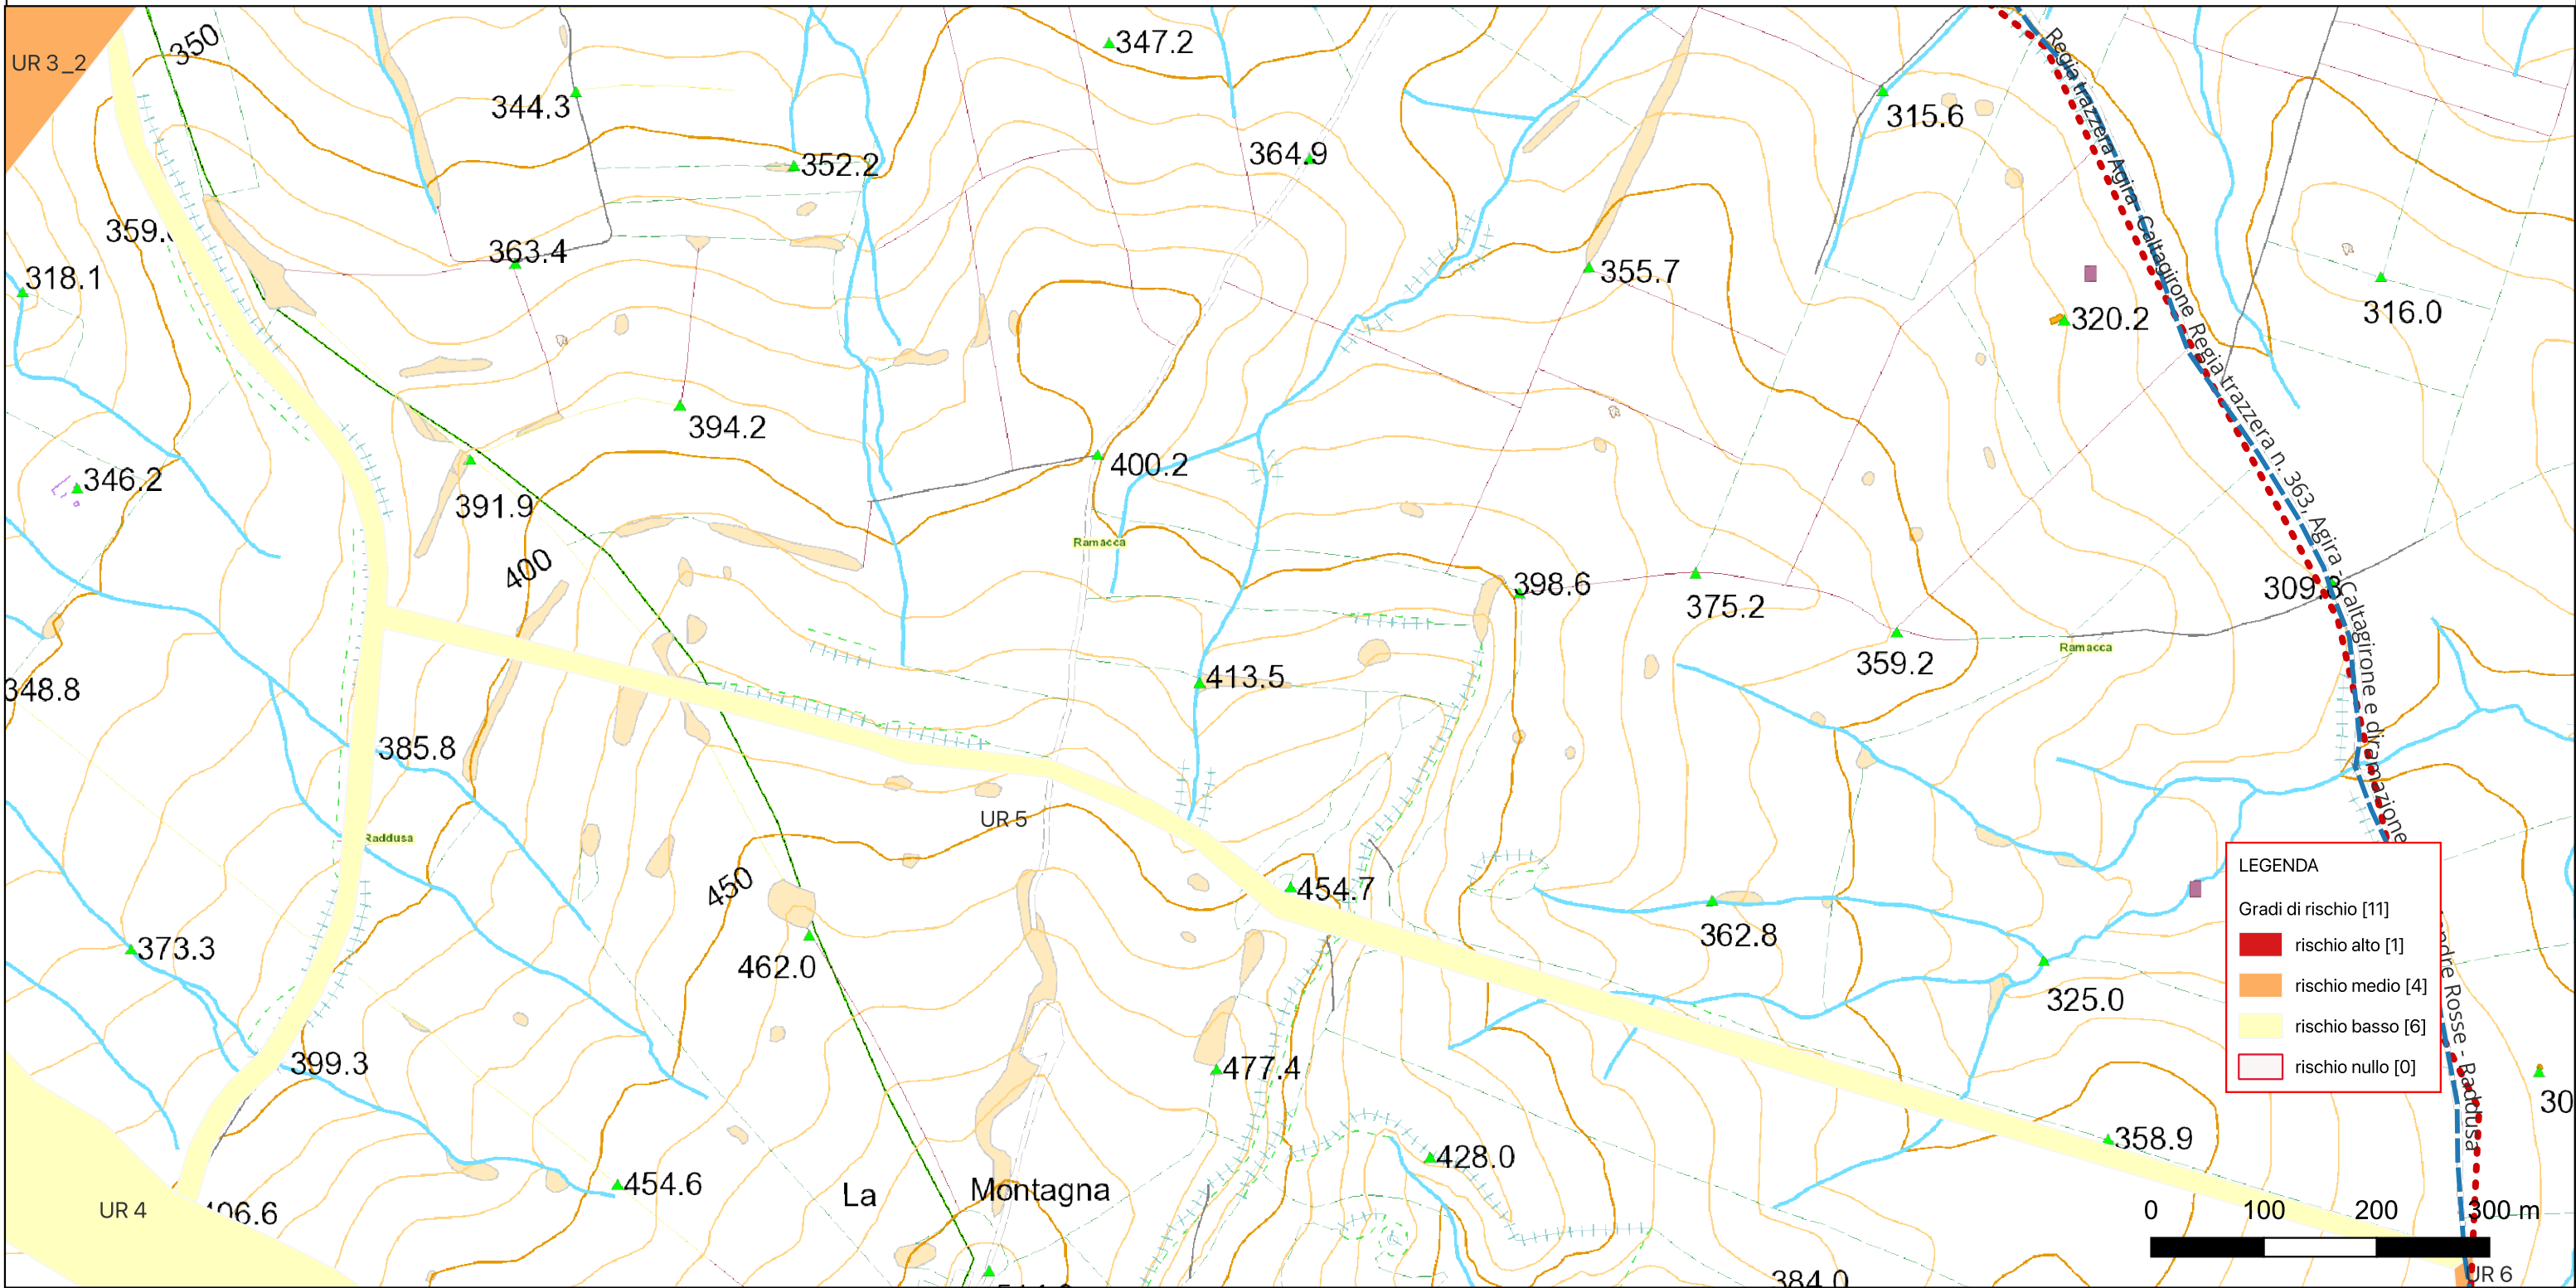 350
UR 3_2
347.2
344.3
315.6
364.9
352.2
359.
363.4
318.1
355.7
316.0
320.2
Regia trazzera Agira - Caltagirone Regia trazzera n. 363, Agira - Caltagirone e diramazione
394.2
400.2
346.2
391.9
Ramacca
400
398.6
309.
375.2
Ramacca
359.2
413.5
348.8
385.8
UR 5
Raddusa
450
454.7
LEGENDA
Gradi di rischio [11]
rischio alto [1]
rischio medio [4]
rischio basso [6]
rischio nullo [0]
362.8
373.3
462.0
325.0
Rosse - Raddusa
399.3
477.4
30
358.9
428.0
454.6
La Montagna
UR 4
0 100 200 300 m
UR 6